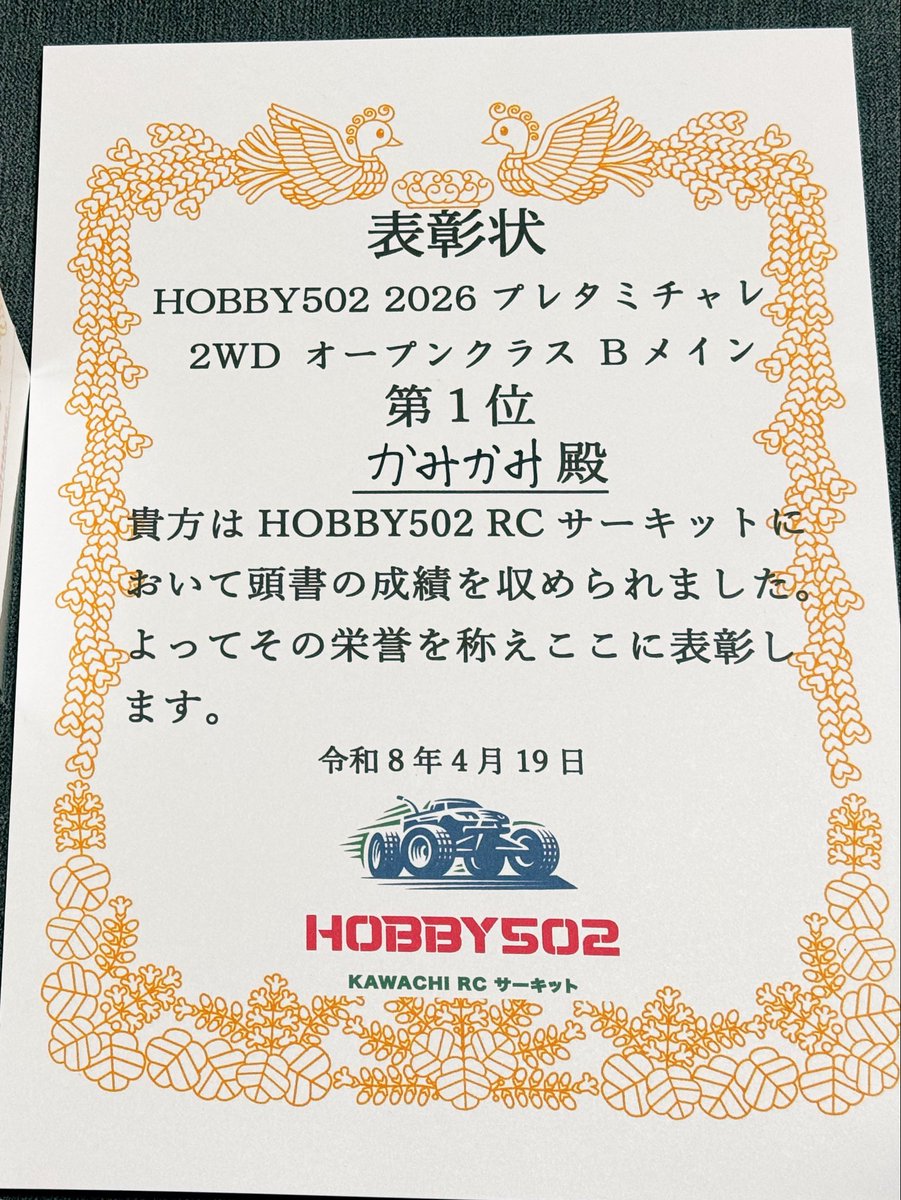 表彰状
HOBBY502 2026 プレタミチャレ
2WD オープンクラス Bメイン
第1位
かみかみ 殿
貴方は HOBBY502 RC サーキットに
おいて頭書の成績を収められました。
よってその栄誉を称えここに表彰し
ます。
令和8年4月19日
HOBBY502
KAWACHI RC サーキット